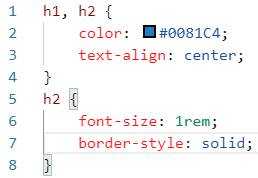 1 h1, h2 {
2     color: #0081C4;
3     text-align: center;
4 }
5 h2 {
6     font-size: 1rem;
7     border-style: solid;
8 }